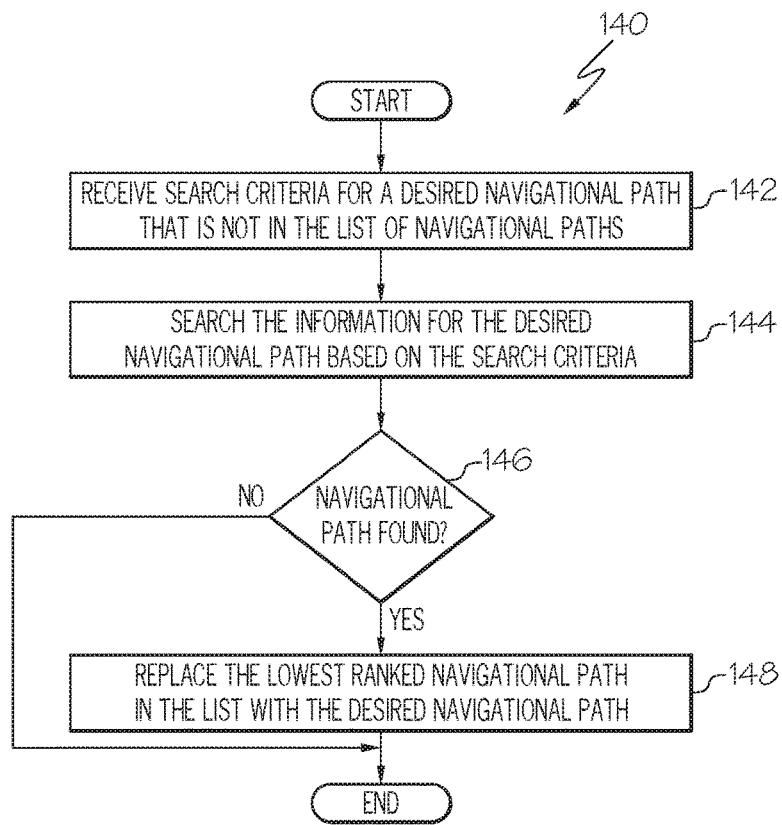 140
START
RECEIVE SEARCH CRITERIA FOR A DESIRED NAVIGATIONAL PATH
THAT IS NOT IN THE LIST OF NAVIGATIONAL PATHS
142
SEARCH THE INFORMATION FOR THE DESIRED
NAVIGATIONAL PATH BASED ON THE SEARCH CRITERIA
144
146
NO
NAVIGATIONAL
PATH FOUND?
YES
REPLACE THE LOWEST RANKED NAVIGATIONAL PATH
IN THE LIST WITH THE DESIRED NAVIGATIONAL PATH
148
END